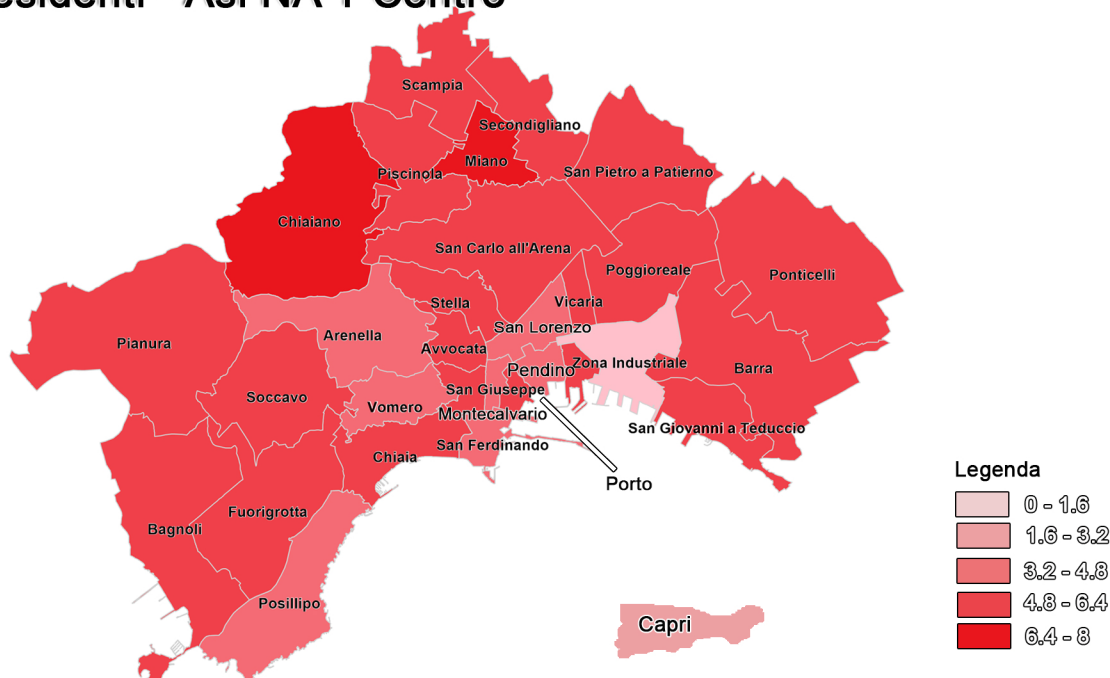 esidenti - Asl NA 1 Centro
Scampia
Secondigliano
Miano
Piscinola
San Pietro a Patierno
Chiaiano
San Carlo all'Arena
Poggioreale
Ponticelli
Stella
Vicaria
San Lorenzo
Arenella
Pianura
Avvocata
Zona Industriale
Pendino
Barra
San Giuseppe
Soccavo
Vomero
Montecalvario
San Giovanni a Teduccio
San Ferdinando
Chiaia
Porto
Fuorigrotta
Bagnoli
Posillipo
Capri
Legenda
0 - 1.6
1.6 - 3.2
3.2 - 4.8
4.8 - 6.4
6.4 - 8